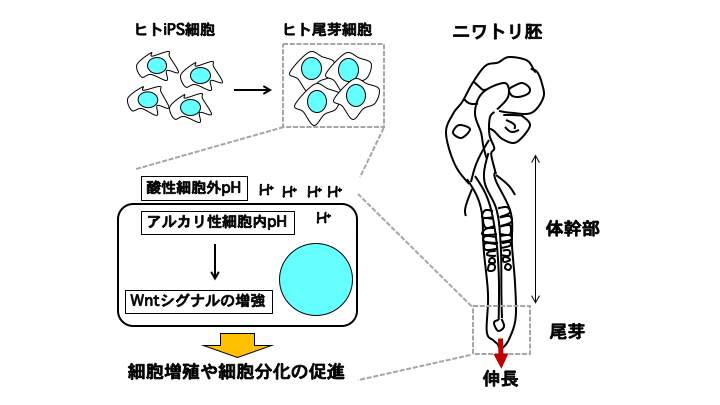 ヒトiPS細胞
ヒト尾芽細胞
ニワトリ胚
酸性細胞外pH
H⁺ H⁺ H⁺ H⁺
アルカリ性細胞内pH
H⁺
Wntシグナルの増強
細胞増殖や細胞分化の促進
体幹部
尾芽
伸長